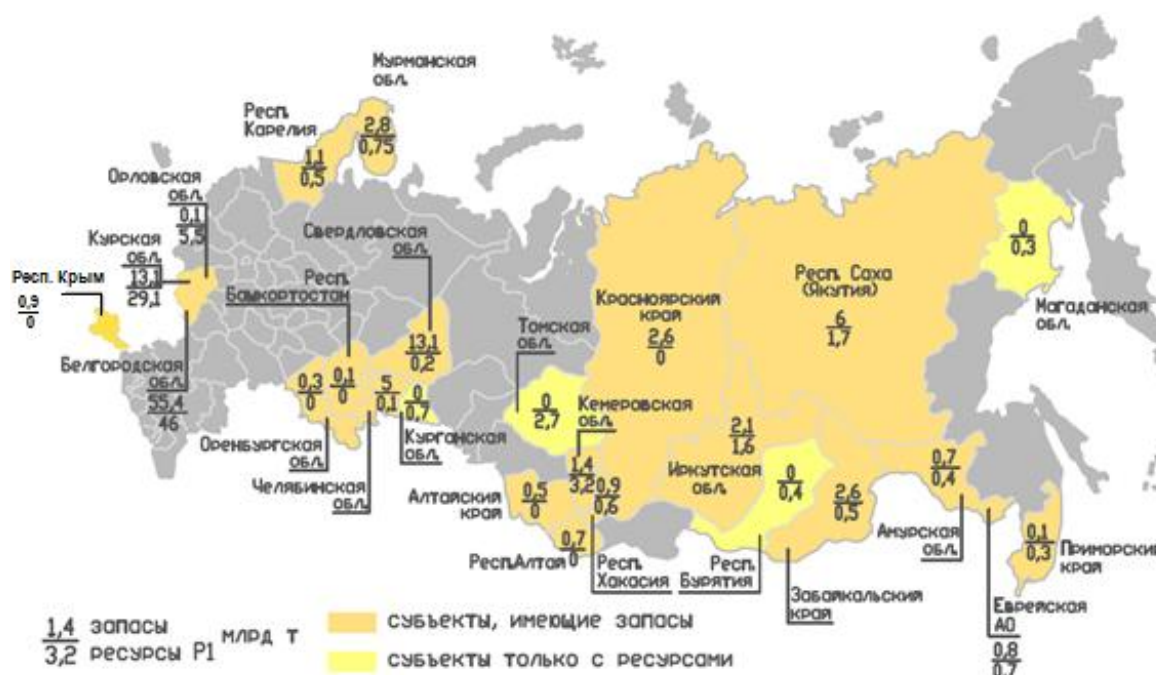 Мурманская
обл.
2,8
0,75
Респ.
Карелия
1,1
0,5
Орловская
обл.
0,1
5,5
Курская
обл.
13,1
29,1
Респ. Крым
0,9
0
Белгородская
обл.
55,4
46
Свердловская
обл.
13,1
0,2
Респ.
Башкортостан
0,1
0
0,3
0
Оренбургская
обл.
5
0,1
Челябинская
обл.
0
0,7
Курганская
обл.
Томская
обл.
0
2,7
Кемеровская
обл.
1,4
3,2
Алтайский
край
0,5
0
Респ.Алтай
0,7
0
0,9
0,6
Респ.
Хакасия
Красноярский
край
2,6
0
Респ. Саха
(Якутия)
6
1,7
0
0,3
Магаданская
обл.
2,1
1,6
Иркутская
обл.
0
0,4
Респ.
Бурятия
2,6
0,5
Забайкальский
край
0,7
0,4
Амурская
обл.
Еврейская
АО
0,8
0,7
0,1
0,3
Приморский
край
1,4 запасы
3,2 ресурсы Р1
млрд т
субъекты, имеющие запасы
субъекты только с ресурсами